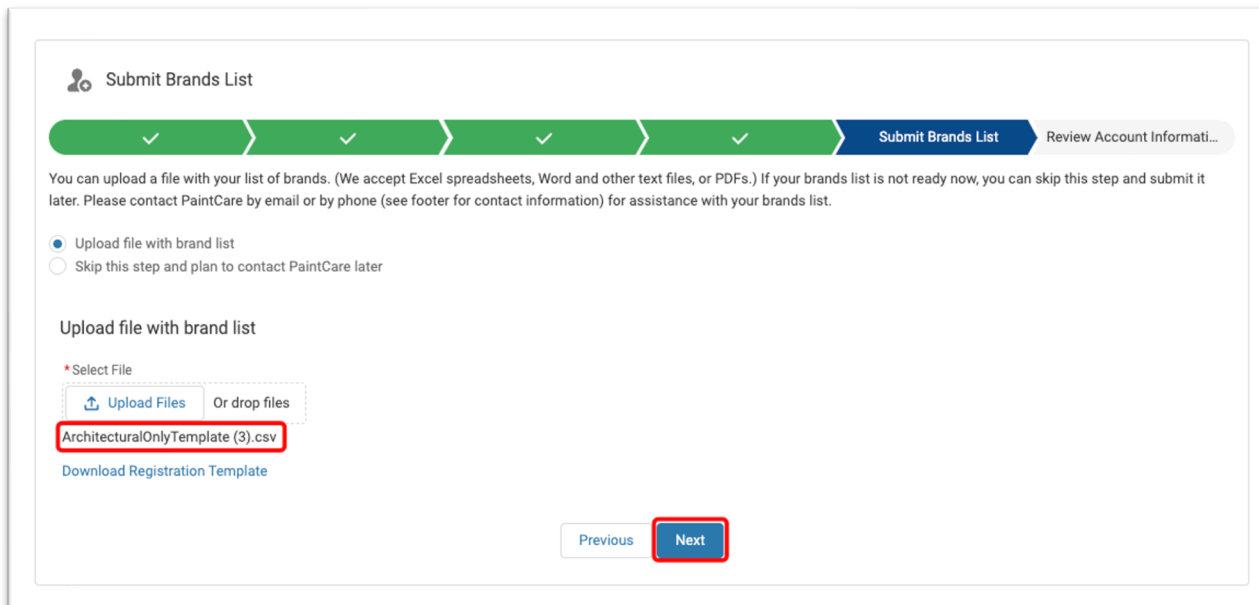 Submit Brands List
Submit Brands List
Review Account Informati...
You can upload a file with your list of brands. (We accept Excel spreadsheets, Word and other text files, or PDFs.) If your brands list is not ready now, you can skip this step and submit it
later. Please contact PaintCare by email or by phone (see footer for contact information) for assistance with your brands list.
Upload file with brand list
Skip this step and plan to contact PaintCare later
Upload file with brand list
*Select File
Upload Files
Or drop files
ArchitecturalOnlyTemplate (3).csv
Download Registration Template
Previous
Next